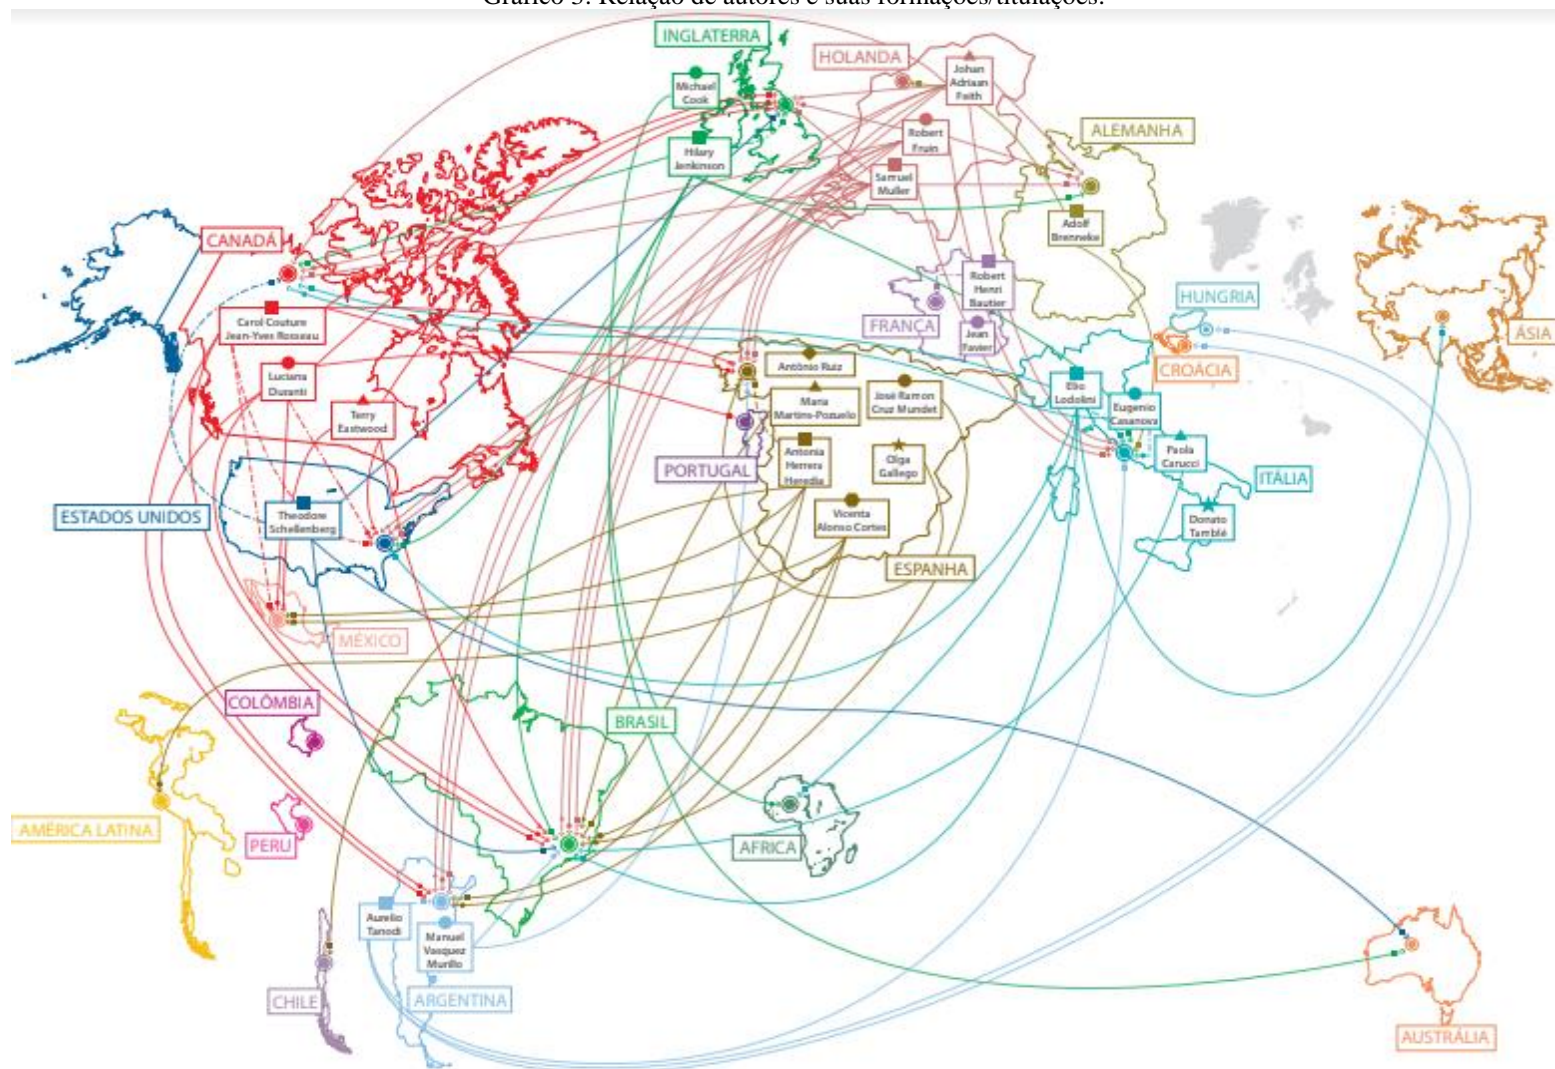 Gráfico 3: Relação de autores e suas formações/titulações.
INGLATERRA
Michael
Cook
Hilary
Jenkinson
HOLANDA
Johan
Adriaan
Feith
Robert
Fruin
Samuel
Muller
ALEMANHA
Adolf
Brenneke
CANADÁ
Carol Couture
Jean-Yves Rosseau
Luciana
Duranti
Terry
Eastwood
FRANÇA
Robert
Henri
Bautier
Jean
Favier
HUNGRIA
CROÁCIA
ÁSIA
António Ruiz
Maria
Martins-Pozuelo
José Ramon
Cruz Mundet
Antonia
Herrera
Heredia
Olga
Gallego
Vicenta
Alonso Cortes
ESPANHA
PORTUGAL
Elio
Lodolini
Eugenio
Casanova
Paola
Carucci
Donato
Tamblé
ITÁLIA
ESTADOS UNIDOS
Theodore
Schellenberg
MÉXICO
COLÔMBIA
BRASIL
AMÉRICA LATINA
PERU
AFRICA
Aurelio
Tanodi
Manuel
Vasquez
Murillo
CHILE
ARGENTINA
AUSTRÁLIA